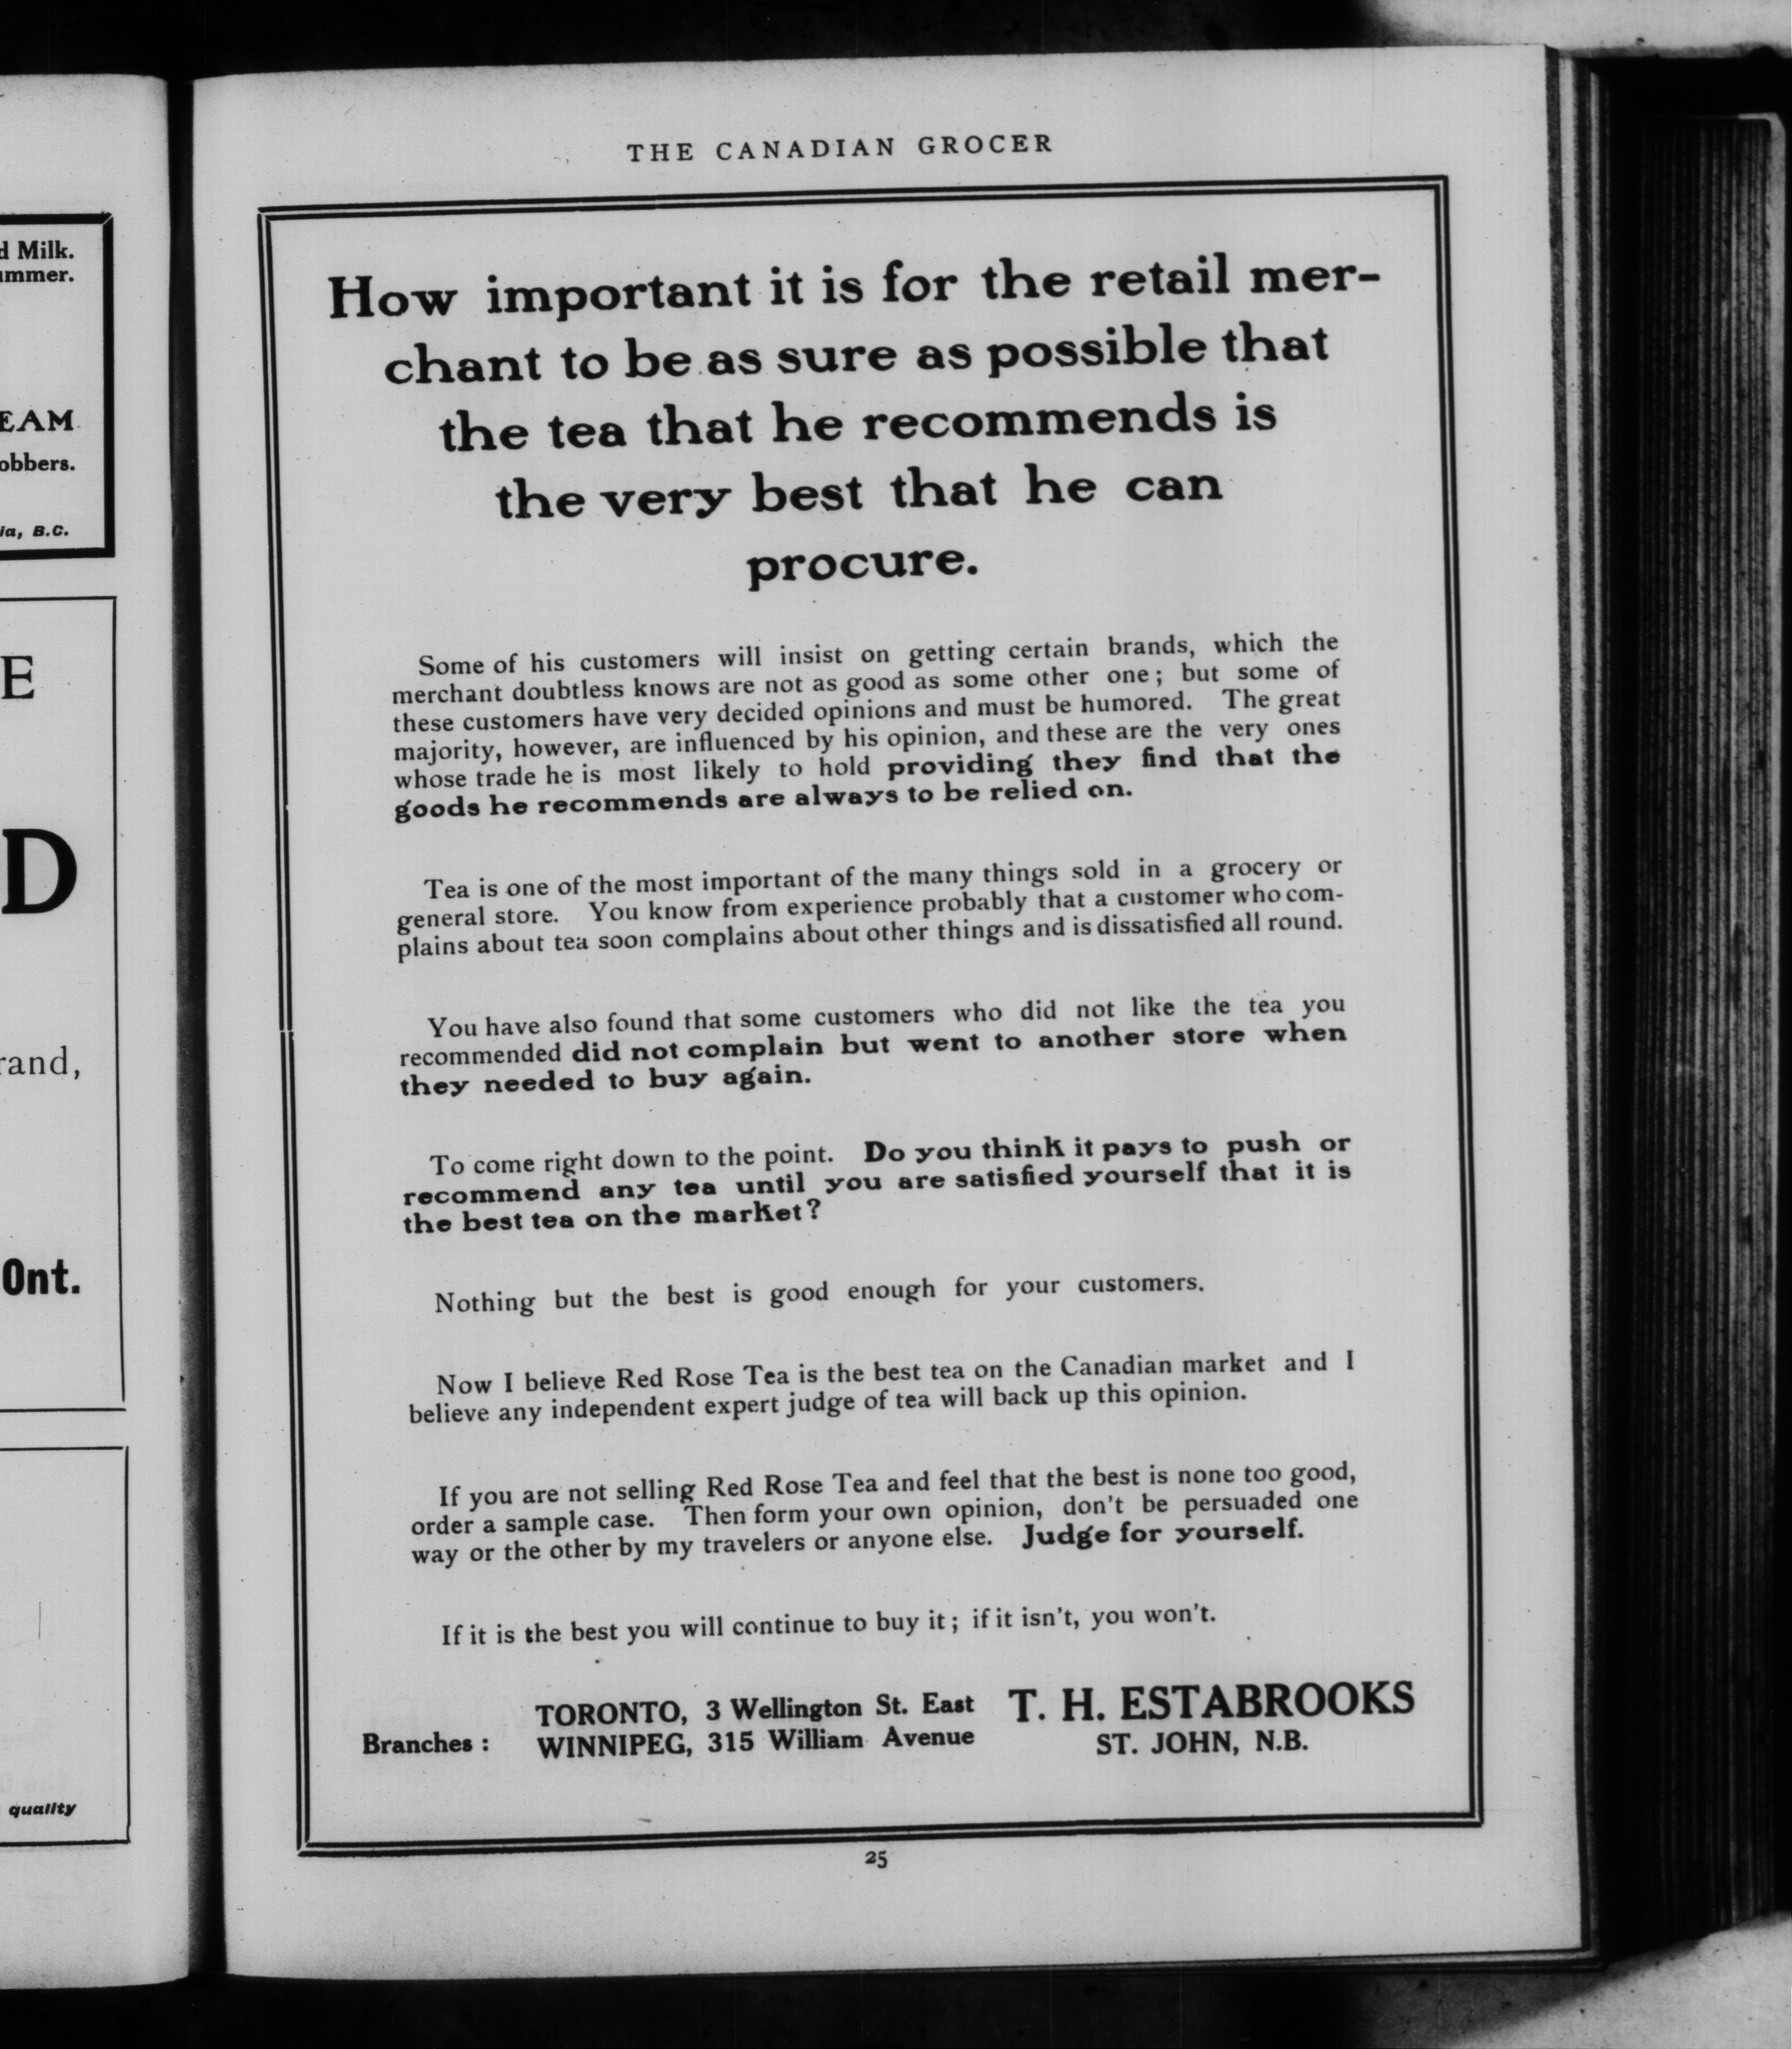 d Milk.
ummer.
EAM
obbers.
ia, B.C.
E
D
rand,
Ont.
quality
THE CANADIAN GROCER
How important it is for the retail mer-
chant to be as sure as possible that
the tea that he recommends is
the very best that he can
procure.
Some of his customers will insist on getting certain brands, which the
merchant doubtless knows are not as good as some other one; but some of
these customers have very decided opinions and must be humored. The great
majority, however, are influenced by his opinion, and these are the very ones
whose trade he is most likely to hold providing they find that the
goods he recommends are always to be relied on.
Tea is one of the most important of the many things sold in a grocery or
general store. You know from experience probably that a customer who com-
plains about tea soon complains about other things and is dissatisfied all round.
You have also found that some customers who did not like the tea you
recommended did not complain but went to another store when
they needed to buy again.
To come right down to the point. Do you think it pays to push or
recommend any tea until you are satisfied yourself that it is
the best tea on the market?
Nothing but the best is good enough for your customers.
Now I believe Red Rose Tea is the best tea on the Canadian market and I
believe any independent expert judge of tea will back up this opinion.
If you are not selling Red Rose Tea and feel that the best is none too good,
order a sample case. Then form your own opinion, don't be persuaded one
way or the other by my travelers or anyone else. Judge for yourself.
If it is the best you will continue to buy it; if it isn't, you won't.
Branches: TORONTO, 3 Wellington St. East
WINNIPEG, 315 William Avenue
T. H. ESTABROOKS
ST. JOHN, N.B.
25